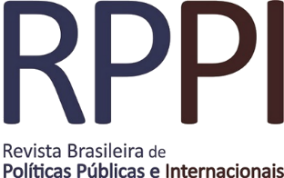 RPPI
Revista Brasileira de
Políticas Públicas e Internacionais